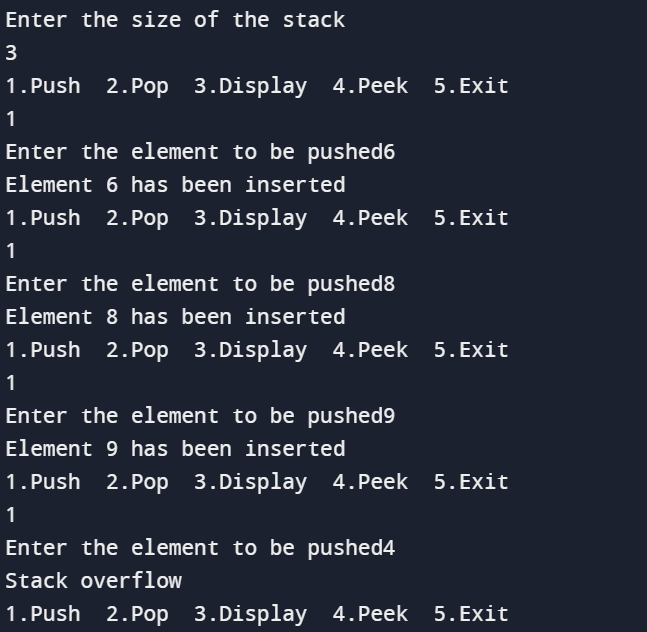 Enter the size of the stack
3
1.Push  2.Pop  3.Display  4.Peek  5.Exit
1
Enter the element to be pushed6
Element 6 has been inserted
1.Push  2.Pop  3.Display  4.Peek  5.Exit
1
Enter the element to be pushed8
Element 8 has been inserted
1.Push  2.Pop  3.Display  4.Peek  5.Exit
1
Enter the element to be pushed9
Element 9 has been inserted
1.Push  2.Pop  3.Display  4.Peek  5.Exit
1
Enter the element to be pushed4
Stack overflow
1.Push  2.Pop  3.Display  4.Peek  5.Exit